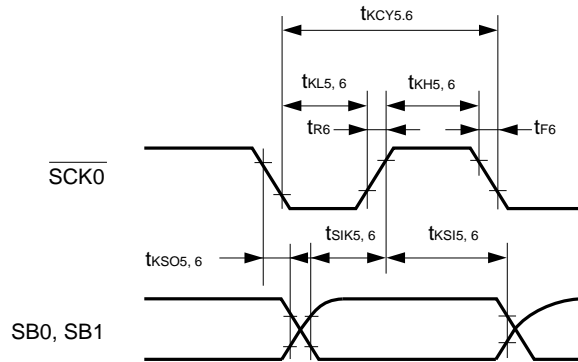 tKCY5.6
tKL5, 6 tKH5, 6
tR6 tF6
SCK0
tKSO5, 6 tSIK5, 6 tKSI5, 6
SB0, SB1